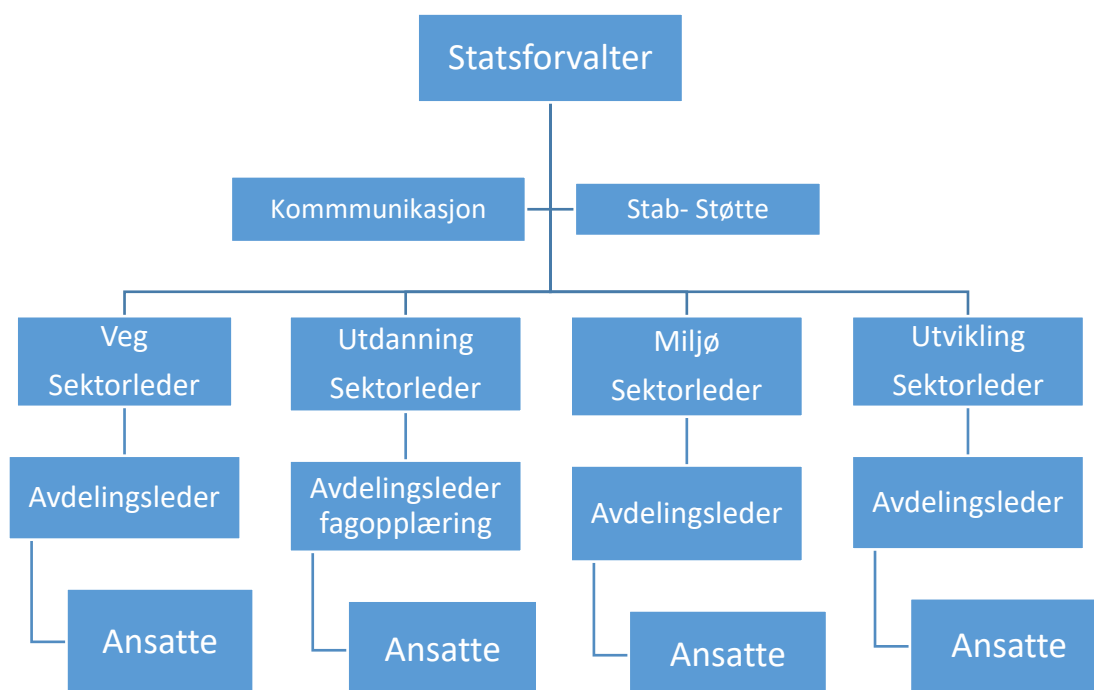 Statsforvalter
Kommmunikasjon
Stab- Støtte
Veg
Sektorleder
Utdanning
Sektorleder
Miljø
Sektorleder
Utvikling
Sektorleder
Avdelingsleder
Avdelingsleder
fagopplæring
Avdelingsleder
Avdelingsleder
Ansatte
Ansatte
Ansatte
Ansatte